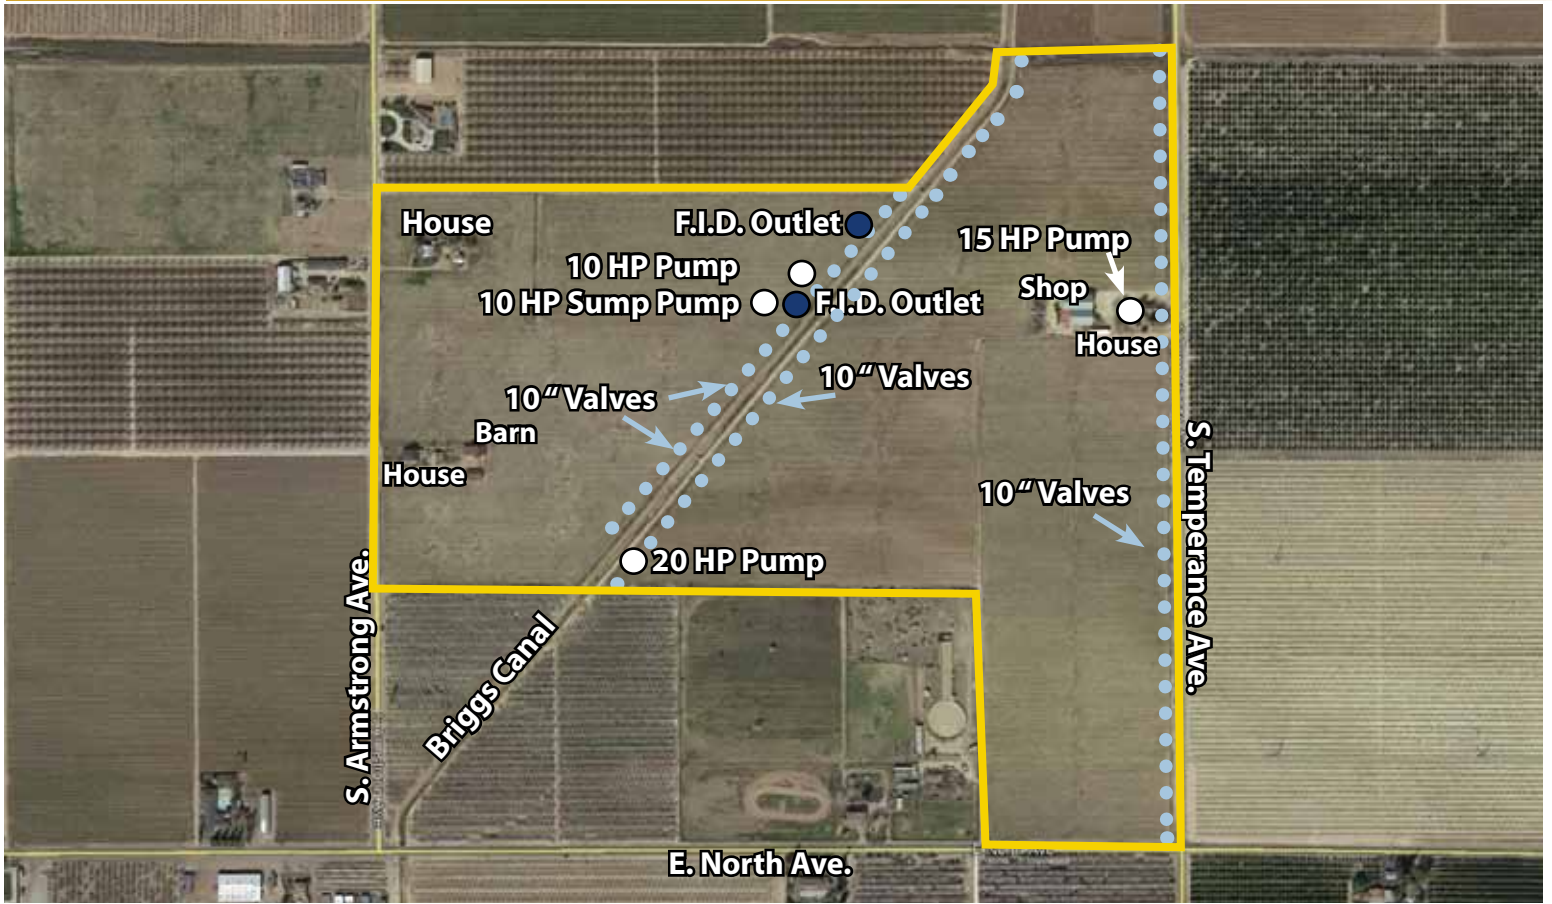 House
F.I.D. Outlet
15 HP Pump
10 HP Pump
Shop
10 HP Sump Pump
F.I.D. Outlet
House
10" Valves
10" Valves
Barn
House
10" Valves
S. Temperance Ave.
20 HP Pump
S. Armstrong Ave.
Briggs Canal
E. North Ave.